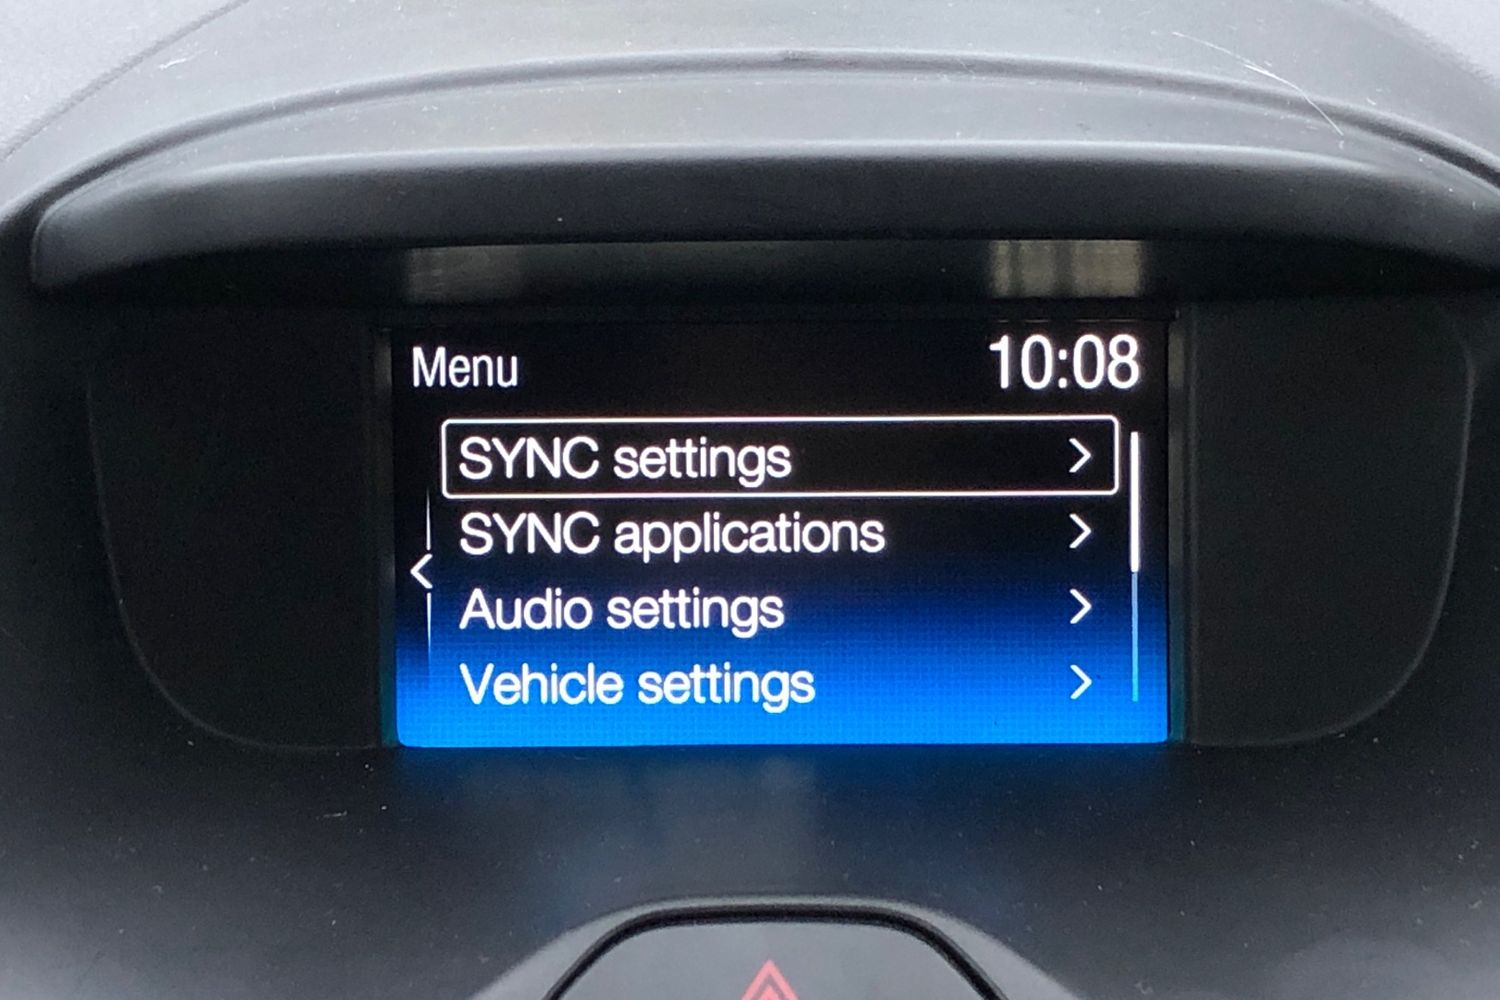 Menu 10:08
SYNC settings
SYNC applications
Audio settings
Vehicle settings